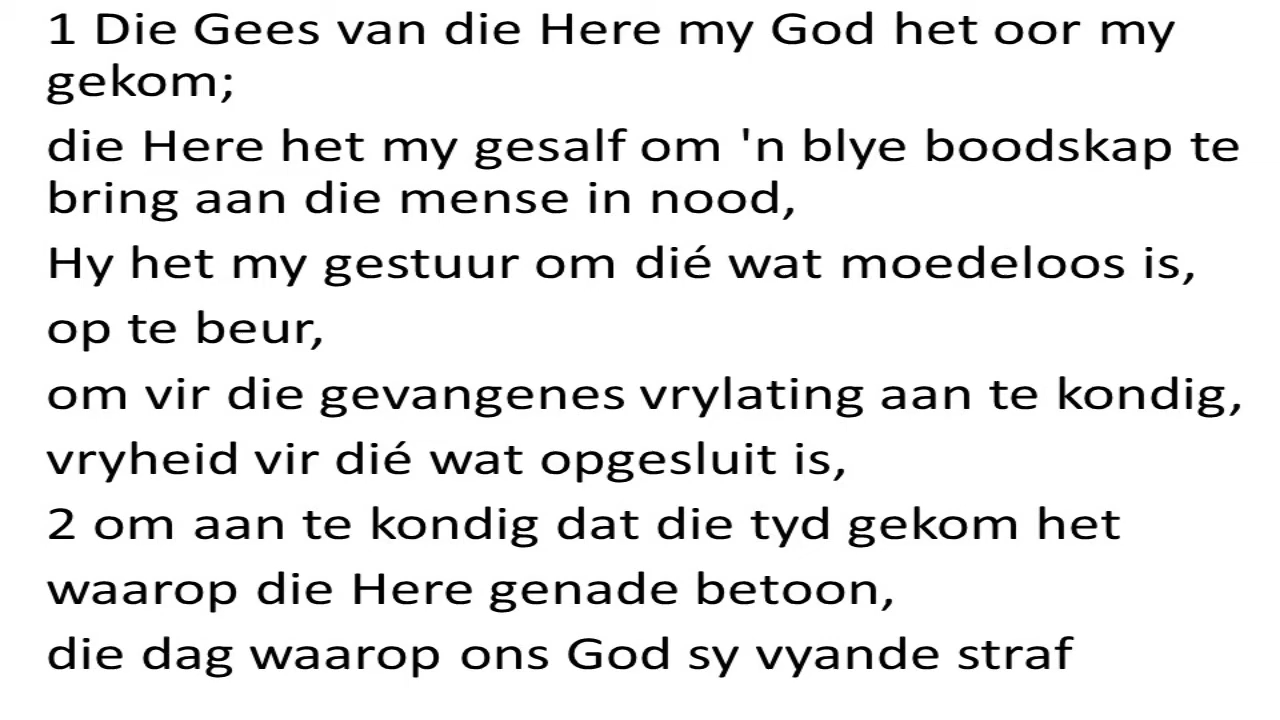 1 Die Gees van die Here my God het oor my
gekom;
die Here het my gesalf om 'n blye boodskap te
bring aan die mense in nood,
Hy het my gestuur om dié wat moedeloos is,
op te beur,
om vir die gevangenes vrylating aan te kondig,
vryheid vir dié wat opgesluit is,
2 om aan te kondig dat die tyd gekom het
waarop die Here genade betoon,
die dag waarop ons God sy vyande straf